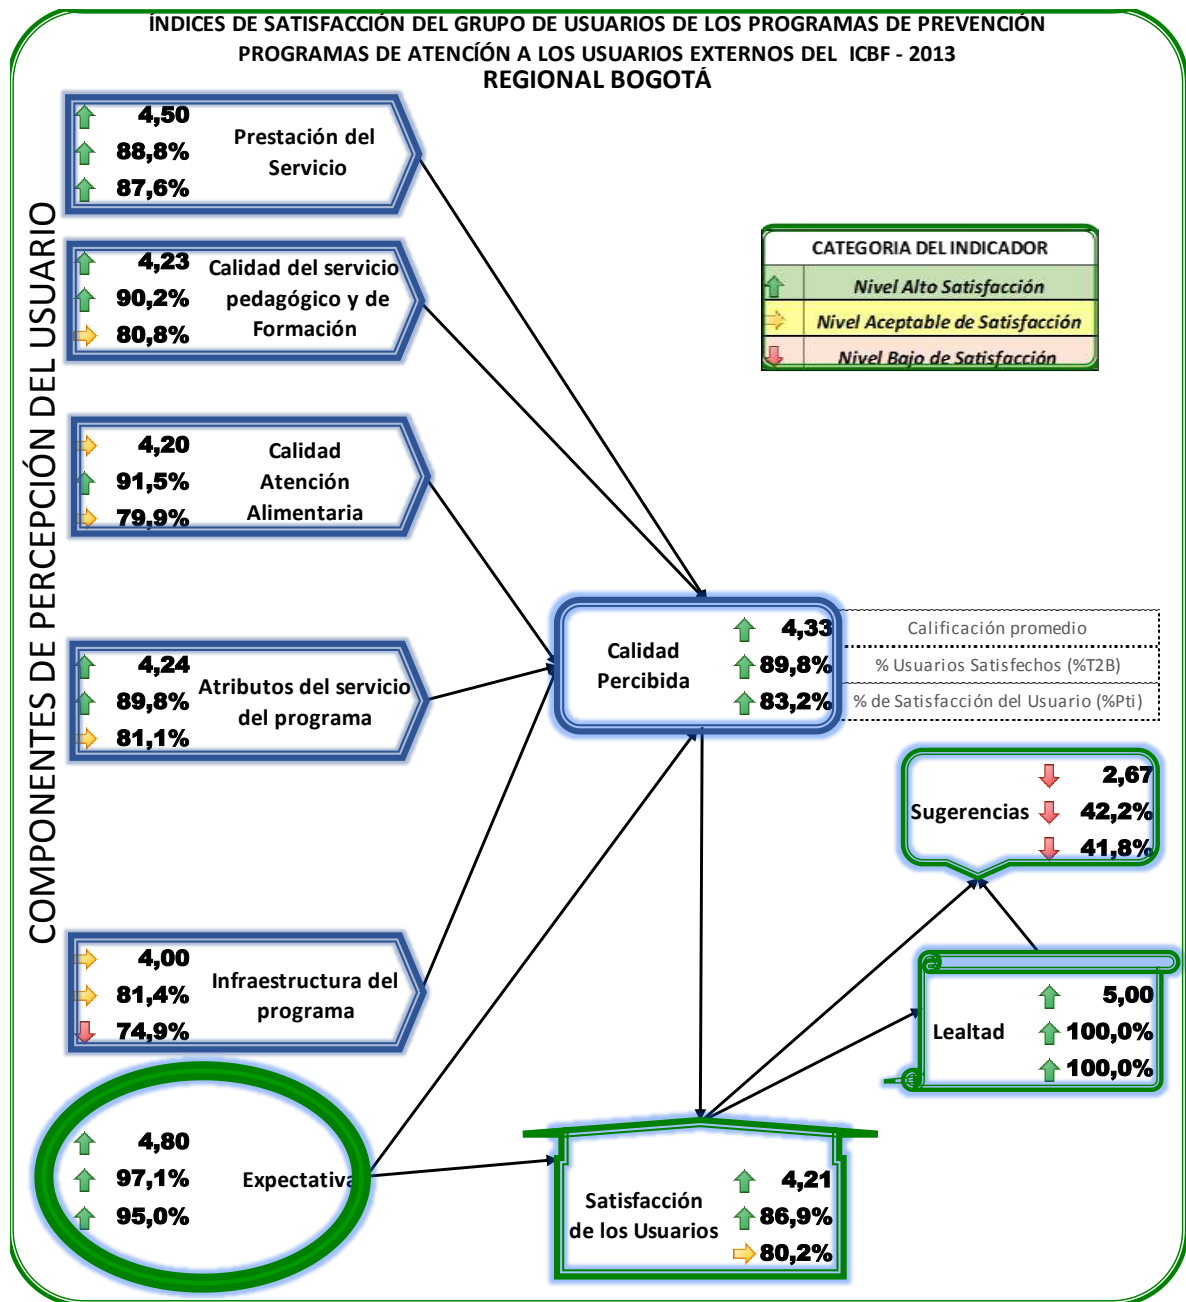 ÍNDICES DE SATISFACCIÓN DEL GRUPO DE USUARIOS DE LOS PROGRAMAS DE PREVENCIÓN
PROGRAMAS DE ATENCÍÓN A LOS USUARIOS EXTERNOS DEL ICBF - 2013
REGIONAL BOGOTÁ
COMPONENTES DE PERCEPCIÓN DEL USUARIO
4,50
88,8%
87,6%
Prestación del
Servicio
4,23
90,2%
80,8%
Calidad del servicio
pedagógico y de
Formación
CATEGORIA DEL INDICADOR
Nivel Alto Satisfacción
Nivel Aceptable de Satisfacción
Nivel Bajo de Satisfacción
4,20
91,5%
79,9%
Calidad
Atención
Alimentaria
4,24
89,8%
81,1%
Atributos del servicio
del programa
Calidad
Percibida
4,33
89,8%
83,2%
Calificación promedio
% Usuarios Satisfechos (%T2B)
% de Satisfacción del Usuario (%Pti)
Sugerencias
2,67
42,2%
41,8%
4,00
81,4%
74,9%
Infraestructura del
programa
Lealtad
5,00
100,0%
100,0%
4,80
97,1%
95,0%
Expectativa
Satisfacción
de los Usuarios
4,21
86,9%
80,2%